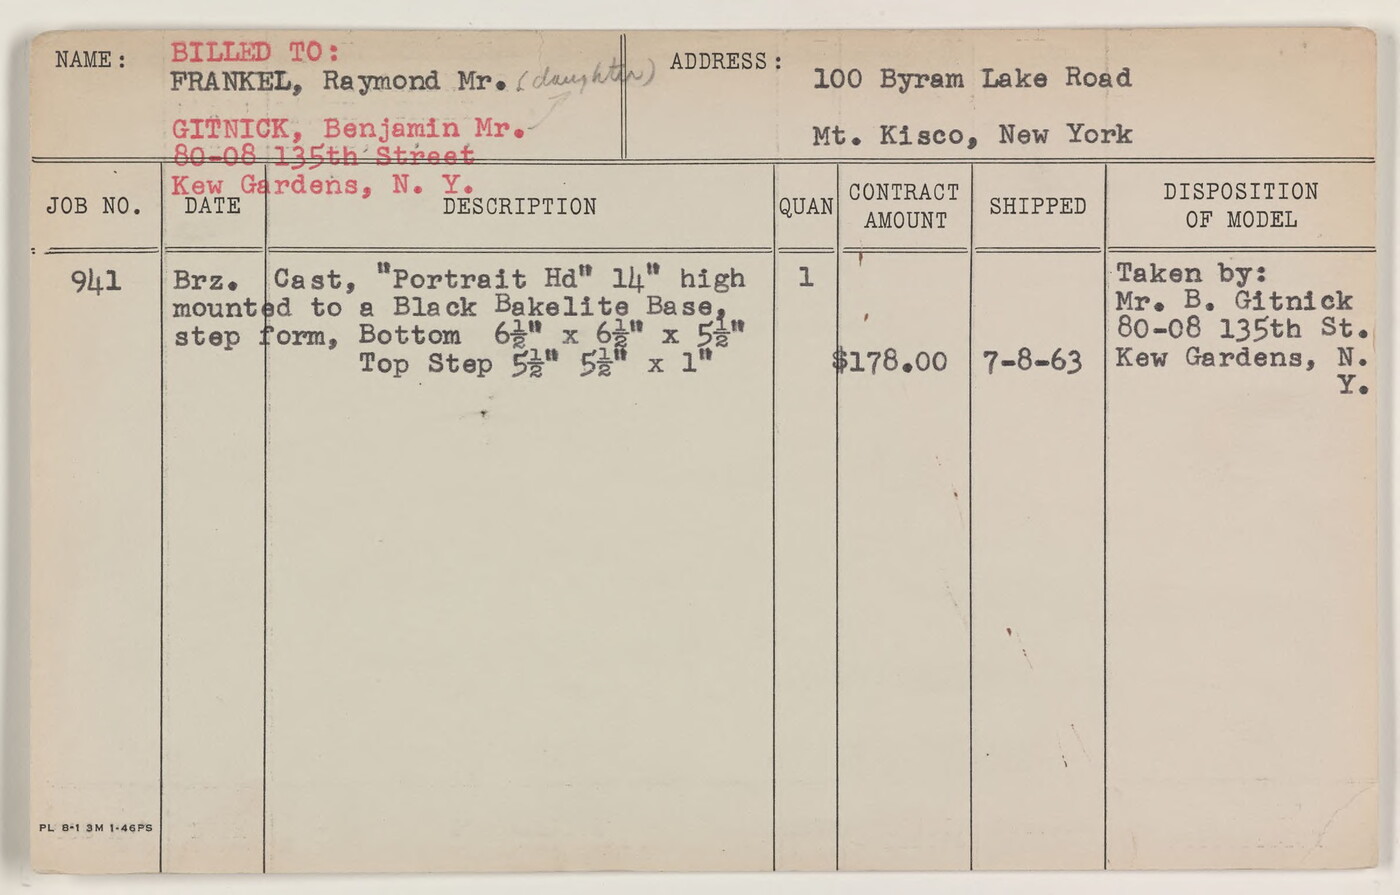 NAME:
BILLED TO:
FRANKEL, Raymond Mr. (daughter)
GITNICK, Benjamin Mr.
80-08 135th Street
Kew Gardens, N. Y.
ADDRESS:
100 Byram Lake Road
Mt. Kisco, New York
JOB NO. DATE DESCRIPTION QUAN CONTRACT AMOUNT SHIPPED DISPOSITION OF MODEL
941
Brz. Cast, "Portrait Hd" 14" high
mounted to a Black Bakelite Base,
step form, Bottom 6½" x 6½" x 5½"
Top Step 5½" 5½" x 1"
1
$178.00
7-8-63
Taken by:
Mr. B. Gitnick
80-08 135th St.
Kew Gardens, N.
Y.
PL 8-1 3M 1-46PS